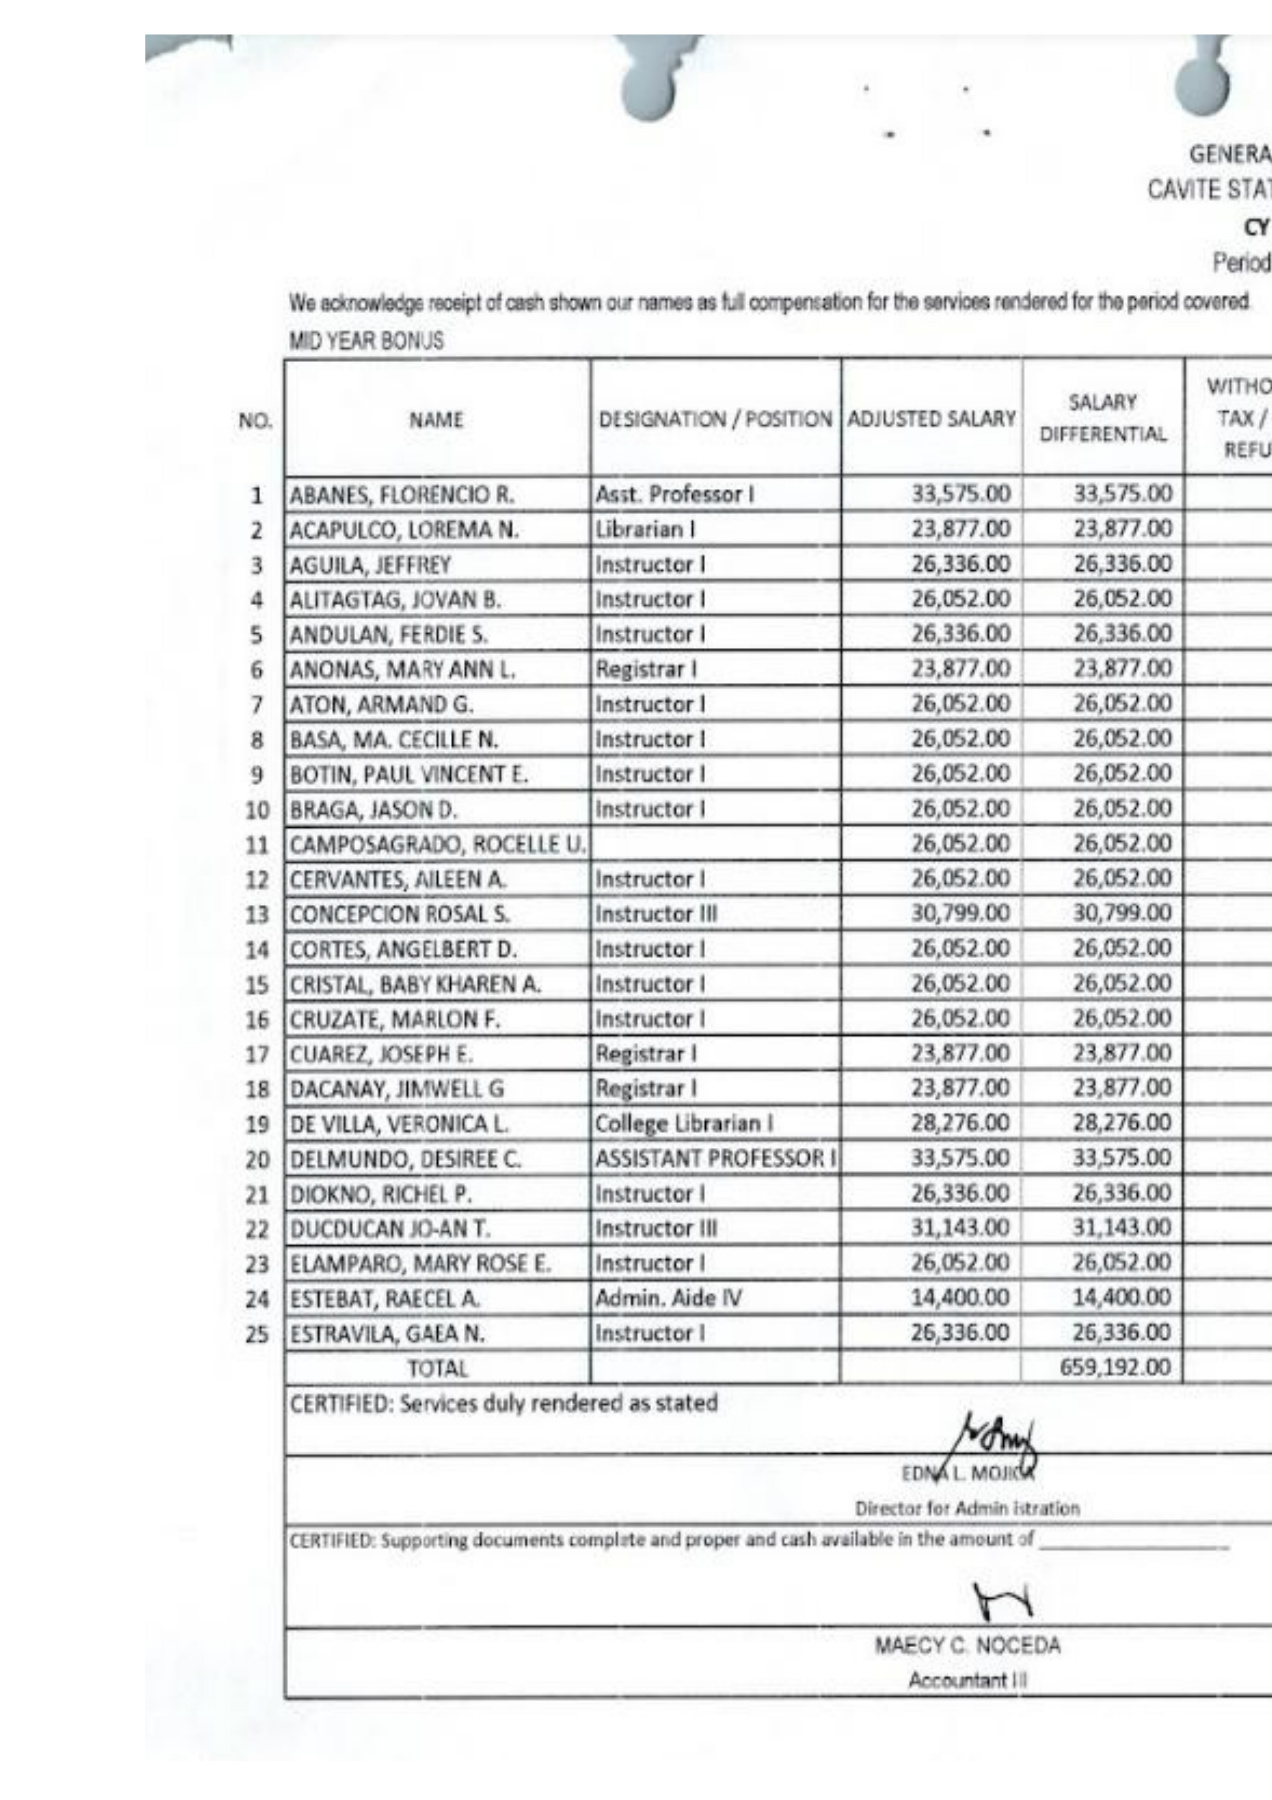 GENERA
CAVITE STAT
CY
Period
We acknowledge receipt of cash shown our names as full compensation for the services rendered for the period covered.
MID YEAR BONUS
NO. NAME DESIGNATION / POSITION ADJUSTED SALARY SALARY DIFFERENTIAL WITHO TAX / REFU
1 ABANES, FLORENCIO R. Asst. Professor I 33,575.00 33,575.00
2 ACAPULCO, LOREMA N. Librarian I 23,877.00 23,877.00
3 AGUILA, JEFFREY Instructor I 26,336.00 26,336.00
4 ALITAGTAG, JOVAN B. Instructor I 26,052.00 26,052.00
5 ANDULAN, FERDIE S. Instructor I 26,336.00 26,336.00
6 ANONAS, MARY ANN L. Registrar I 23,877.00 23,877.00
7 ATON, ARMAND G. Instructor I 26,052.00 26,052.00
8 BASA, MA. CECILLE N. Instructor I 26,052.00 26,052.00
9 BOTIN, PAUL VINCENT E. Instructor I 26,052.00 26,052.00
10 BRAGA, JASON D. Instructor I 26,052.00 26,052.00
11 CAMPOSAGRADO, ROCELLE U. 26,052.00 26,052.00
12 CERVANTES, AILEEN A. Instructor I 26,052.00 26,052.00
13 CONCEPCION ROSAL S. Instructor III 30,799.00 30,799.00
14 CORTES, ANGELBERT D. Instructor I 26,052.00 26,052.00
15 CRISTAL, BABY KHAREN A. Instructor I 26,052.00 26,052.00
16 CRUZATE, MARLON F. Instructor I 26,052.00 26,052.00
17 CUAREZ, JOSEPH E. Registrar I 23,877.00 23,877.00
18 DACANAY, JIMWELL G Registrar I 23,877.00 23,877.00
19 DE VILLA, VERONICA L. College Librarian I 28,276.00 28,276.00
20 DELMUNDO, DESIREE C. ASSISTANT PROFESSOR I 33,575.00 33,575.00
21 DIOKNO, RICHEL P. Instructor I 26,336.00 26,336.00
22 DUCDUCAN JO-AN T. Instructor III 31,143.00 31,143.00
23 ELAMPARO, MARY ROSE E. Instructor I 26,052.00 26,052.00
24 ESTEBAT, RAECEL A. Admin. Aide IV 14,400.00 14,400.00
25 ESTRAVILA, GAEA N. Instructor I 26,336.00 26,336.00
TOTAL 659,192.00
CERTIFIED: Services duly rendered as stated
EDNA L. MOJICA
Director for Admin istration
CERTIFIED: Supporting documents complete and proper and cash available in the amount of
MAECY C. NOCEDA
Accountant III